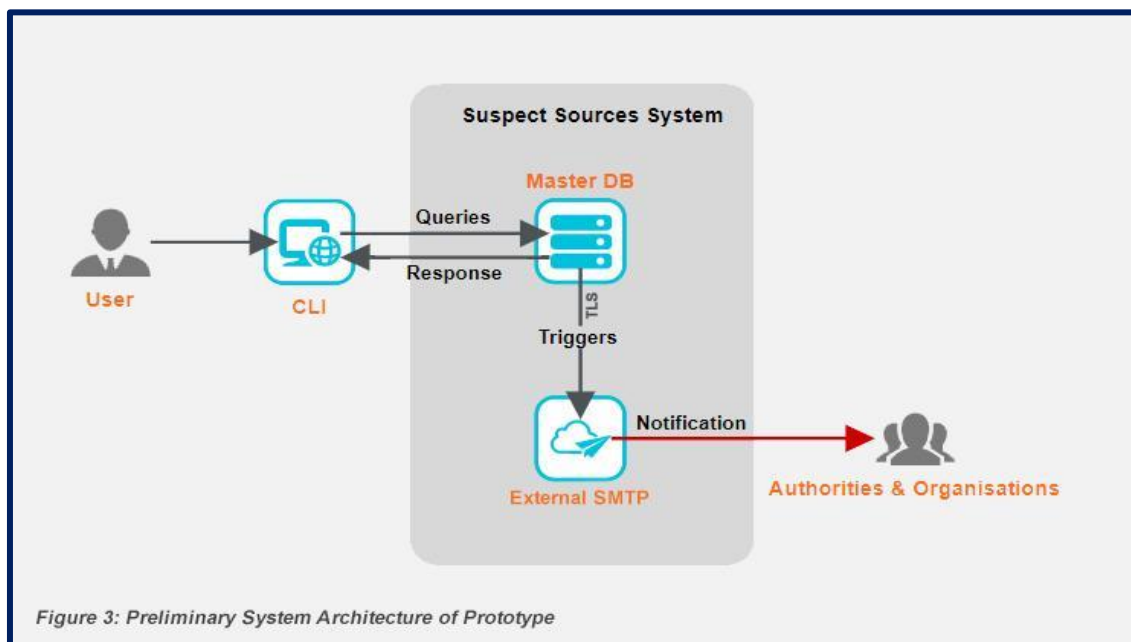 Suspect Sources System
Master DB
Queries
Response
User
CLI
TLS
Triggers
Notification
External SMTP
Authorities & Organisations
Figure 3: Preliminary System Architecture of Prototype